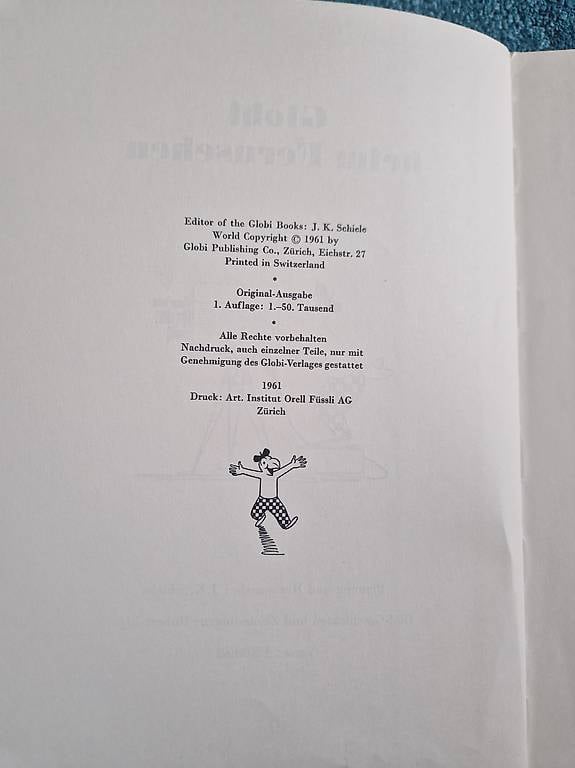 Editor of the Globi Books: J. K. Schiele
World Copyright © 1961 by
Globi Publishing Co., Zürich, Eichstr. 27
Printed in Switzerland
•
Original-Ausgabe
1. Auflage: 1.–50. Tausend
•
Alle Rechte vorbehalten
Nachdruck, auch einzelner Teile, nur mit
Genehmigung des Globi-Verlages gestattet
1961
Druck: Art. Institut Orell Füssli AG
Zürich